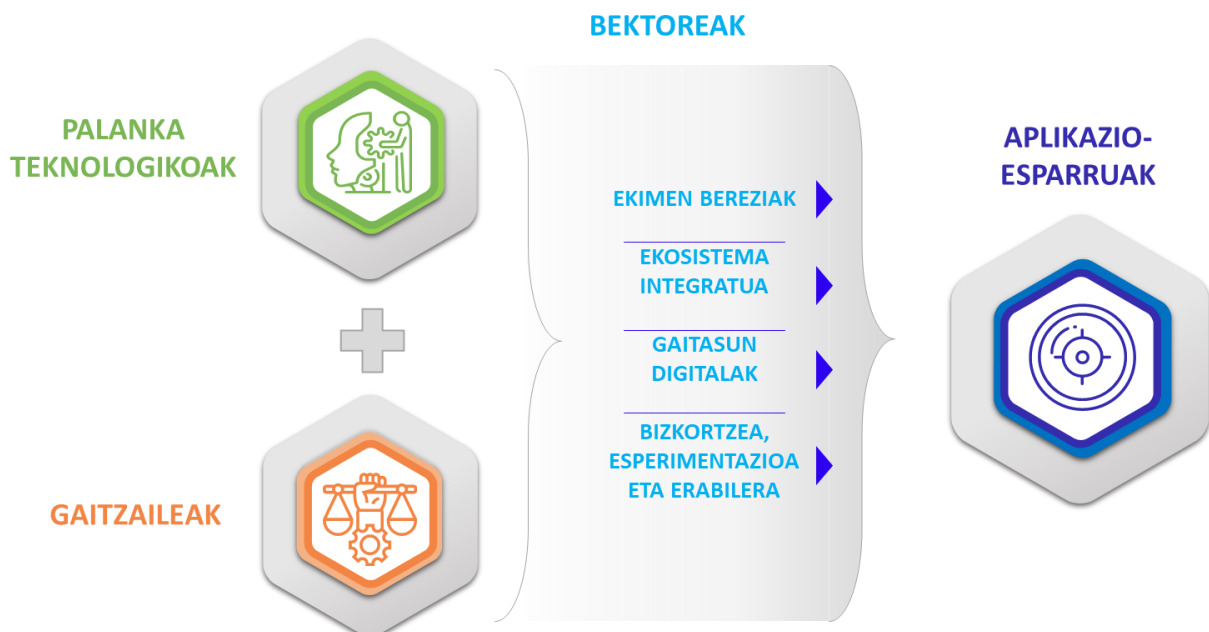 BEKTOREAK
PALANKA
TEKNOLOGIKOAK
GAITZAILEAK
EKIMEN BEREZIAK
EKOSISTEMA
INTEGRATUA
GAITASUN
DIGITALAK
BIZKORTZEA,
ESPERIMENTAZIOA
ETA ERABILERA
APLIKAZIO-
ESPARRUAK